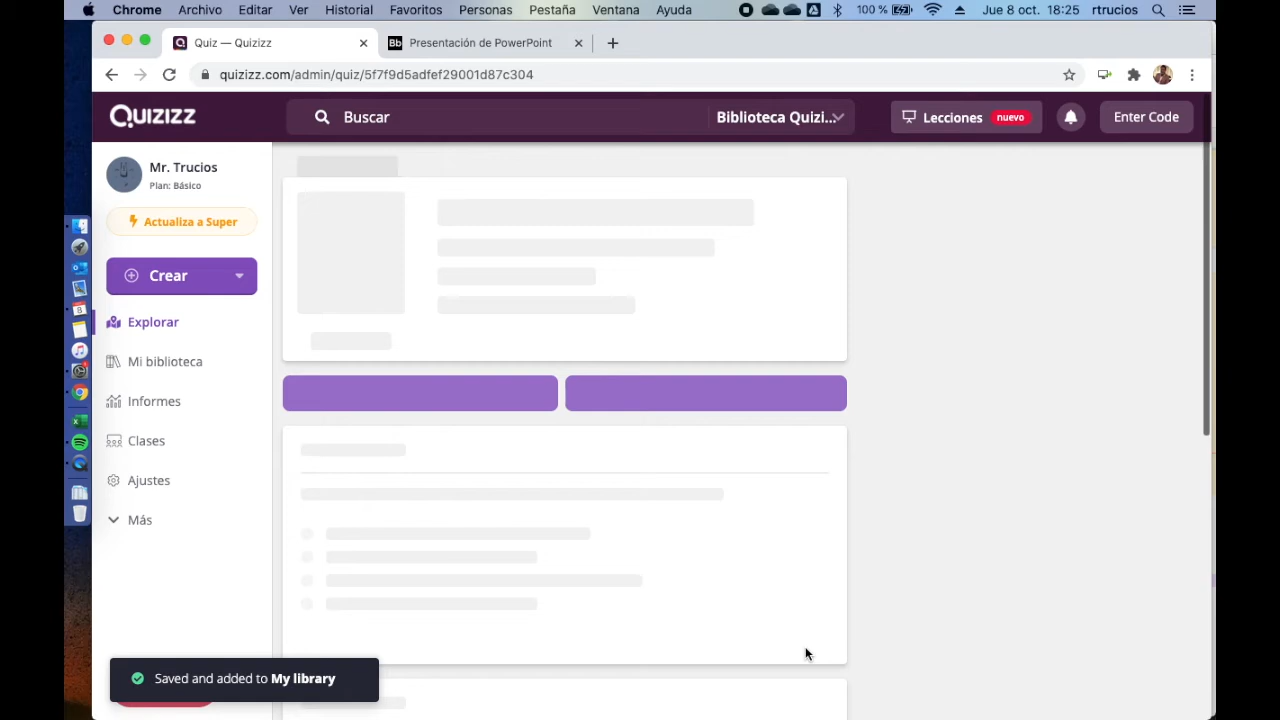 Chrome Archivo Editar Ver Historial Favoritos Personas Pestaña Ventana Ayuda 100 % Jue 8 oct. 18:25 rtrucios
Quiz — Quizizz
Bb Presentación de PowerPoint
quizizz.com/admin/quiz/5f7f9d5adfef29001d87c304
Quizizz
Buscar
Biblioteca Quizi...
Lecciones nuevo
Enter Code
Mr. Trucios
Plan: Básico
Actualiza a Super
Crear
Explorar
Mi biblioteca
Informes
Clases
Ajustes
Más
Saved and added to My library